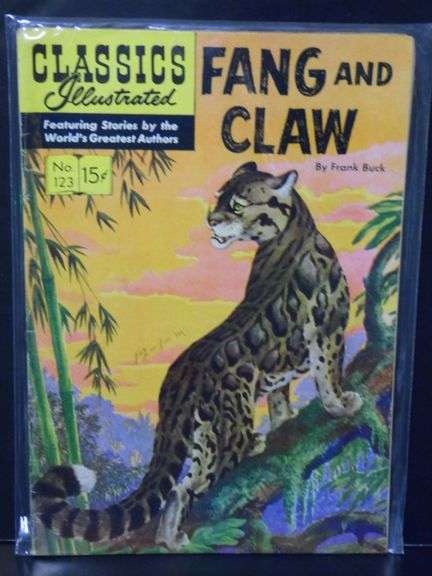 CLASSICS
Illustrated
Featuring Stories by the
World's Greatest Authors
No.
123
15¢
FANG AND
CLAW
By Frank Buck